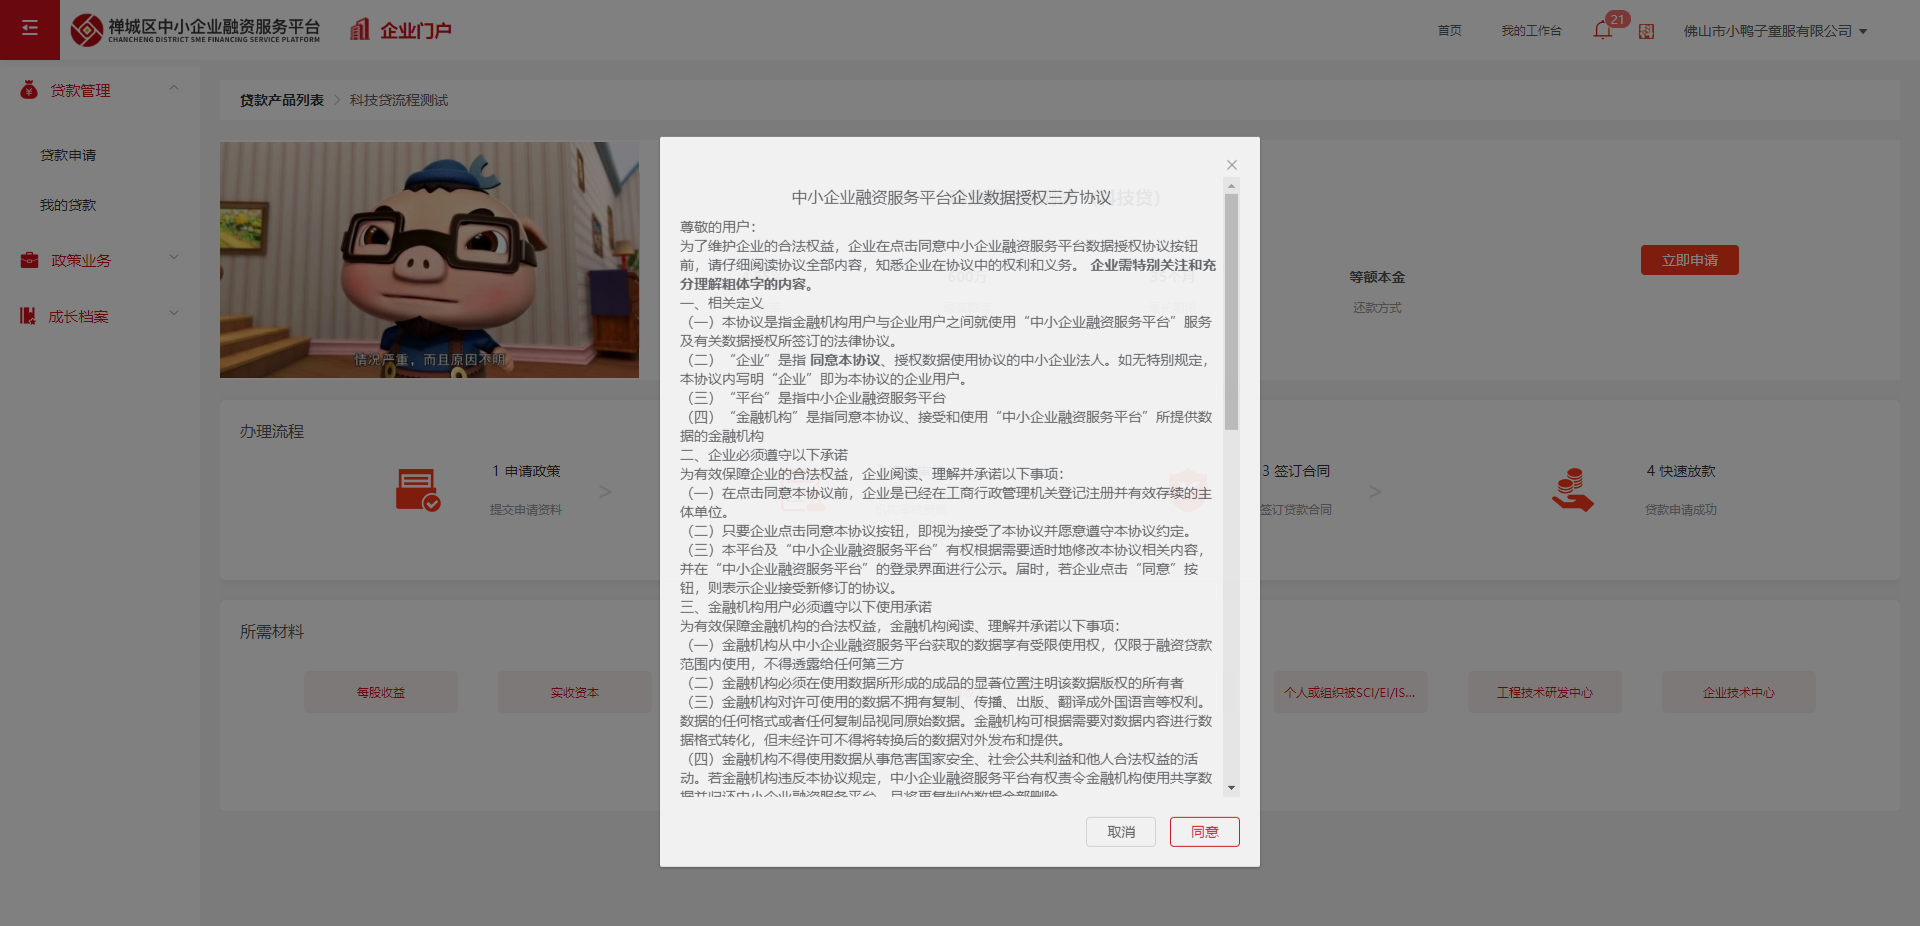 禅城区中小企业融资服务平台
CHANCHENG DISTRICT SME FINANCING SERVICE PLATFORM
企业门户
首页
我的工作台
21
佛山市小鸭子童服有限公司
贷款管理
贷款申请
我的贷款
政策业务
成长档案
贷款产品列表
科技贷流程测试
情况严重，而且原因不明
等额本金
还款方式
立即申请
办理流程
1 申请政策
提交申请资料
3 签订合同
签订贷款合同
4 快速放款
贷款申请成功
所需材料
每股收益
实收资本
个人或组织被SCI/EI/IS...
工程技术研发中心
企业技术中心
中小企业融资服务平台企业数据授权三方协议
尊敬的用户：
为了维护企业的合法权益，企业在点击同意中小企业融资服务平台数据授权协议按钮
前，请仔细阅读协议全部内容，知悉企业在协议中的权利和义务。 企业需特别关注和充
分理解粗体字的内容。
一、相关定义
（一）本协议是指金融机构用户与企业用户之间就使用“中小企业融资服务平台”服务
及有关数据授权所签订的法律协议。
（二）“企业”是指 同意本协议、授权数据使用协议的中小企业法人。如无特别规定，
本协议内写明“企业”即为本协议的企业用户。
（三）“平台”是指中小企业融资服务平台
（四）“金融机构”是指同意本协议、接受和使用“中小企业融资服务平台”所提供数
据的金融机构
二、企业必须遵守以下承诺
为有效保障企业的合法权益，企业阅读、理解并承诺以下事项：
（一）在点击同意本协议前，企业是已经在工商行政管理机关登记注册并有效存续的主
体单位。
（二）只要企业点击同意本协议按钮，即视为接受了本协议并愿意遵守本协议约定。
（三）本平台及“中小企业融资服务平台”有权根据需要适时地修改本协议相关内容，
并在“中小企业融资服务平台”的登录界面进行公示。届时，若企业点击“同意”按
钮，则表示企业接受新修订的协议。
三、金融机构用户必须遵守以下使用承诺
为有效保障金融机构的合法权益，金融机构阅读、理解并承诺以下事项：
（一）金融机构从中小企业融资服务平台获取的数据享有受限使用权，仅限于融资贷款
范围内使用，不得透露给任何第三方
（二）金融机构必须在使用数据所形成的成品的显著位置注明该数据版权的所有者
（三）金融机构对许可使用的数据不拥有复制、传播、出版、翻译成外国语言等权利。
数据的任何格式或者任何复制品视同原始数据。金融机构可根据需要对数据内容进行数
据格式转化，但未经许可不得将转换后的数据对外发布和提供。
（四）金融机构不得使用数据从事危害国家安全、社会公共利益和他人合法权益的活
动。若金融机构违反本协议规定，中小企业融资服务平台有权责令金融机构使用共享数
取消
同意